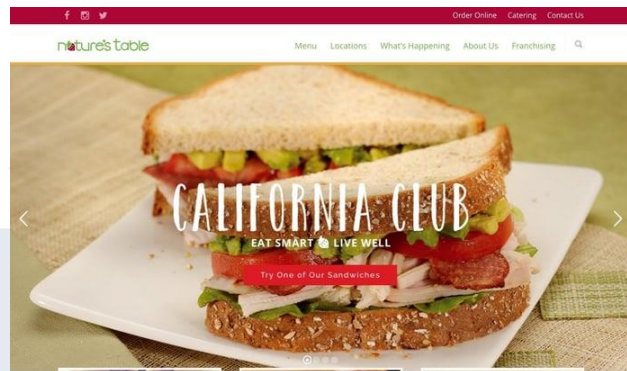 Order Online Catering Contact Us
nature's table
Menu Locations What's Happening About Us Franchising
CALIFORNIA CLUB
EAT SMART LIVE WELL
Try One of Our Sandwiches